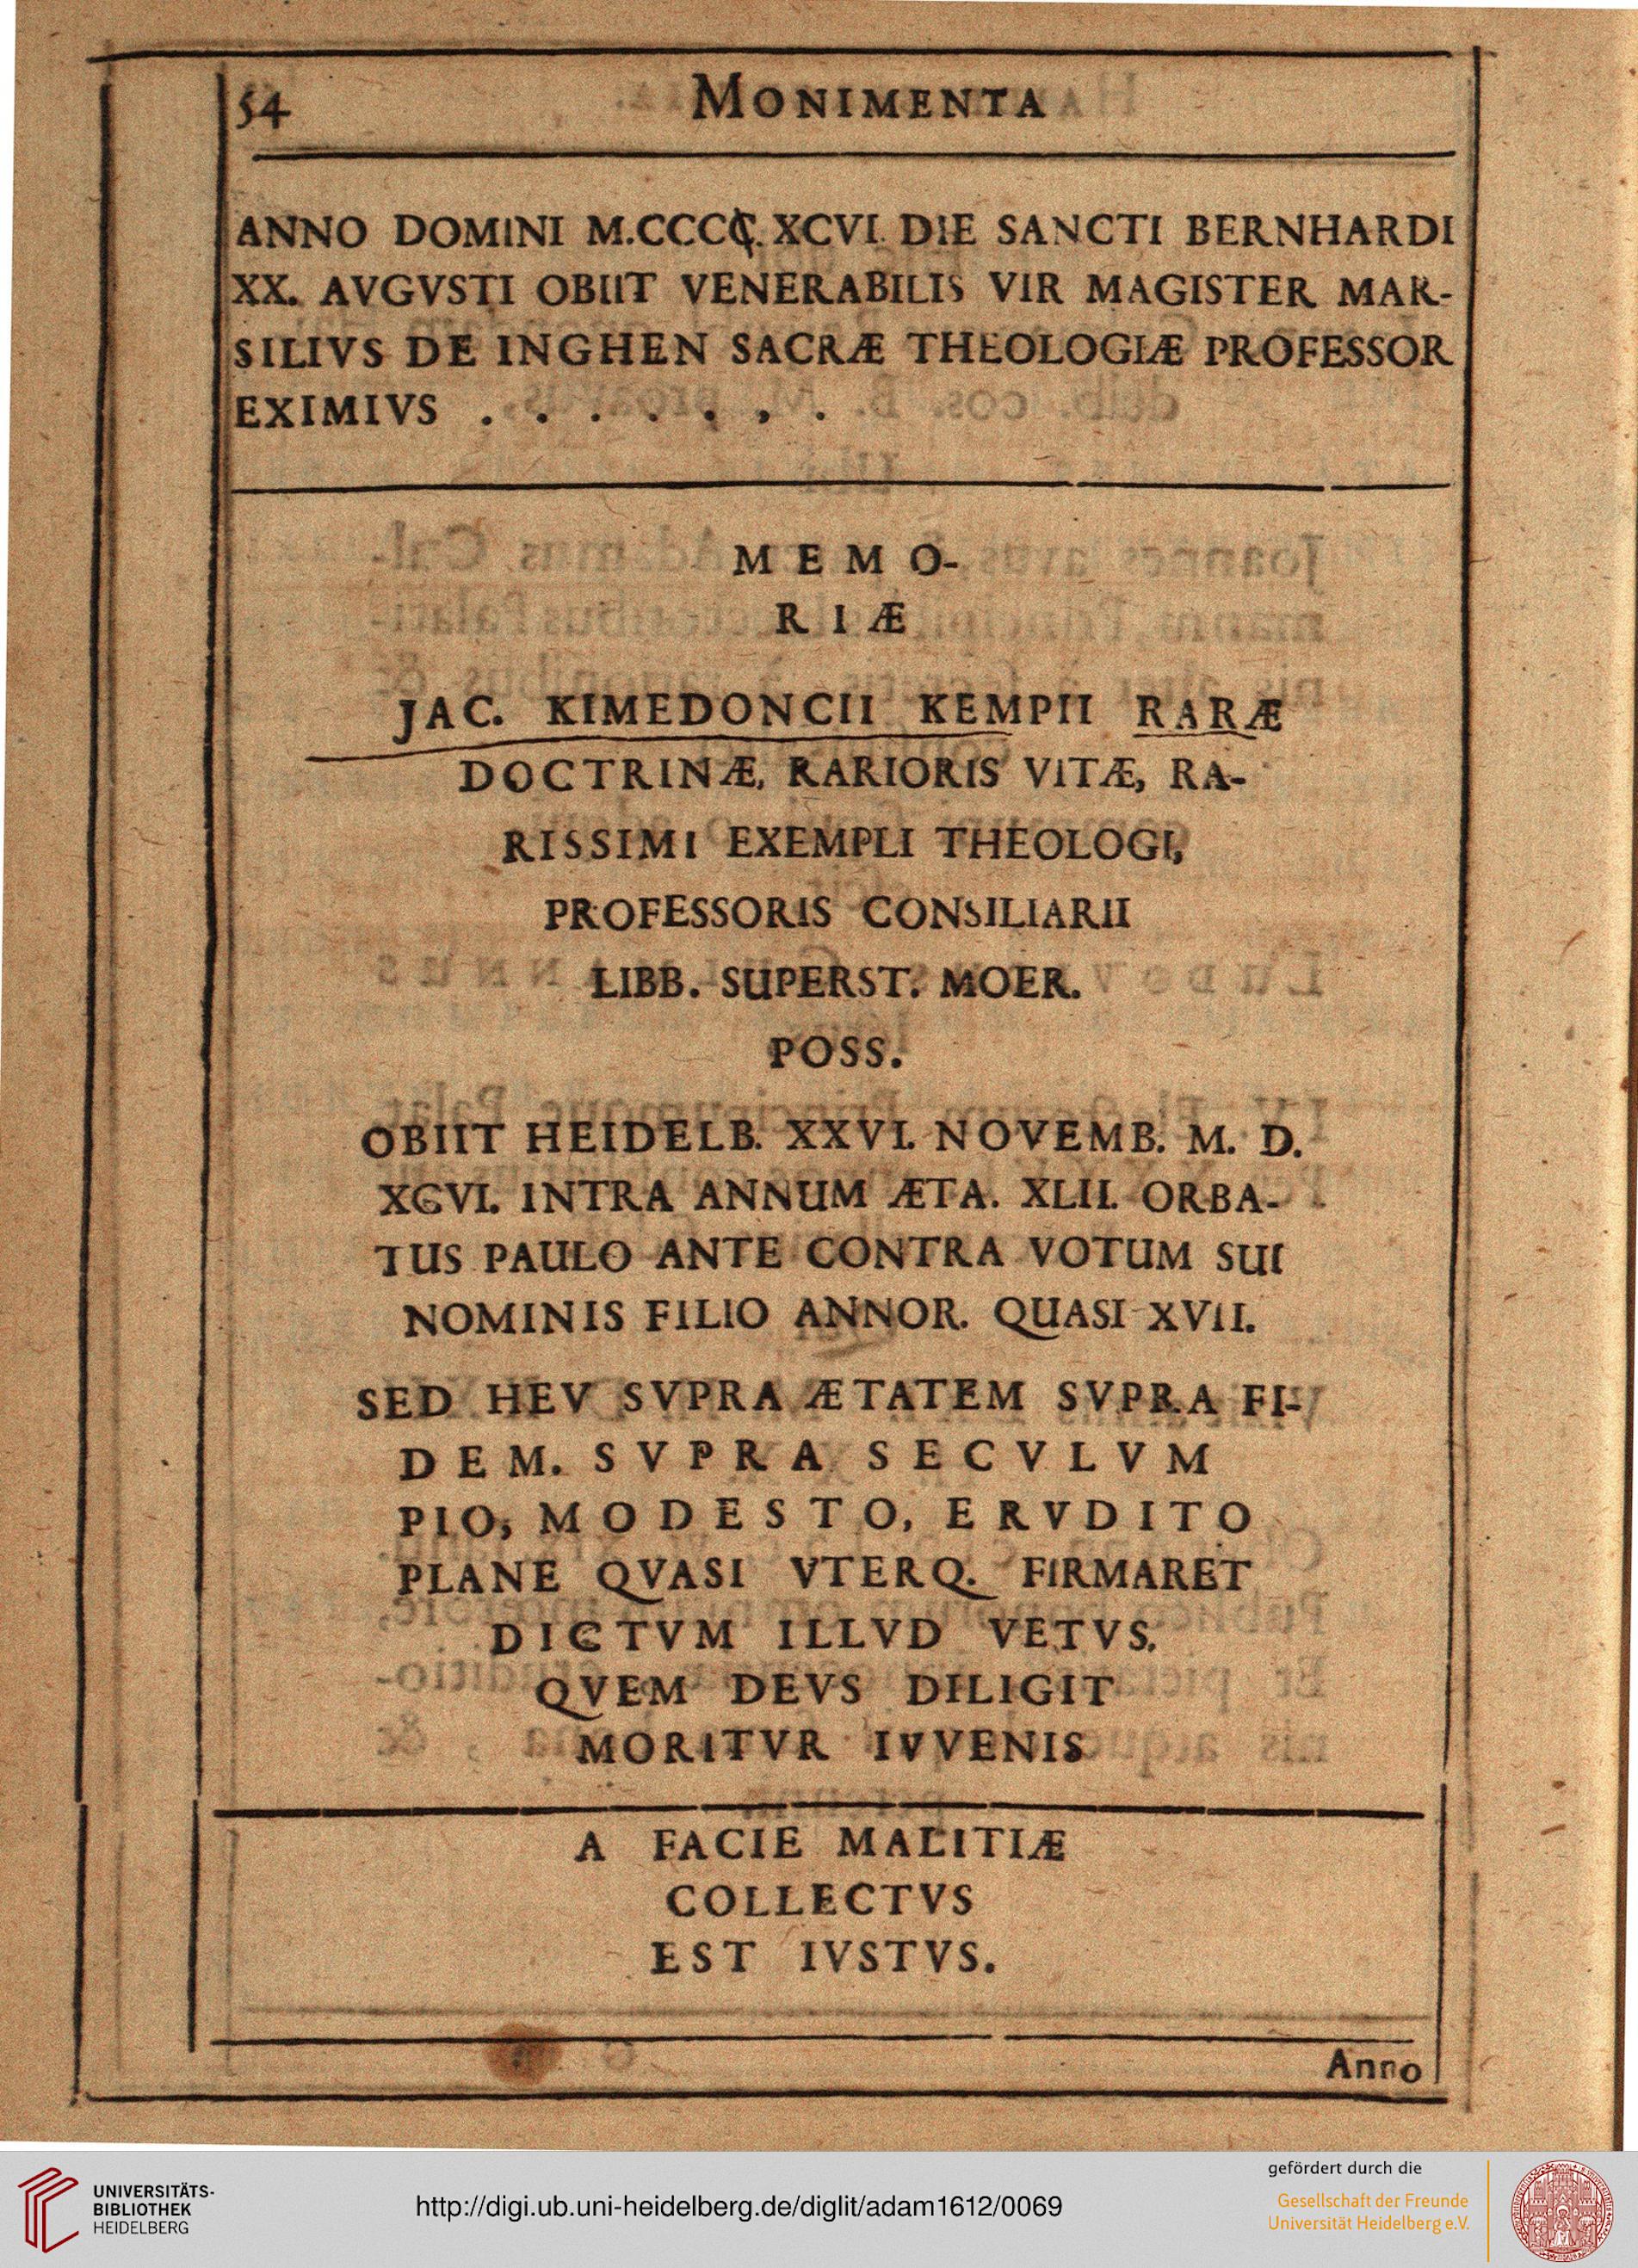 54 MONIMENTA
ANNO DOMINI M.CCCC. XCVI. DIE SANCTI BERNHARDI
XX. AVGVSTI OBIIT VENERABILIS VIR MAGISTER MAR-
SILIVS DE INGHEN SACRÆ THEOLOGIÆ PROFESSOR
EXIMIVS . . . . . , .
MEMO-
RIÆ
JAC. KIMEDONCII KEMPII RARÆ
DOCTRINÆ, RARIORIS VITÆ, RA-
RISSIMI EXEMPLI THEOLOGI,
PROFESSORIS CONSILIARII
LIBB. SUPERST. MOER.
POSS.
OBIIT HEIDELB. XXVI. NOVEMB. M. D.
XCVI. INTRA ANNUM ÆTA. XLII. ORBA-
TUS PAULO ANTE CONTRA VOTUM SUI
NOMINIS FILIO ANNOR. QUASI XVII.
SED HEV SVPRA ÆTATEM SVPRA FI-
DEM. SVPRA SECVLVM
PIO, MODESTO, ERVDITO
PLANE QVASI VTERQ. FIRMARET
DICTVM ILLVD VETVS.
QVEM DEVS DILIGIT
MORITVR IVVENIS
A FACIE MALITIÆ
COLLECTVS
EST IVSTVS.
Anno
UNIVERSITÄTS-
BIBLIOTHEK
HEIDELBERG
http://digi.ub.uni-heidelberg.de/diglit/adam1612/0069
gefördert durch die
Gesellschaft der Freunde
Universität Heidelberg e.V.